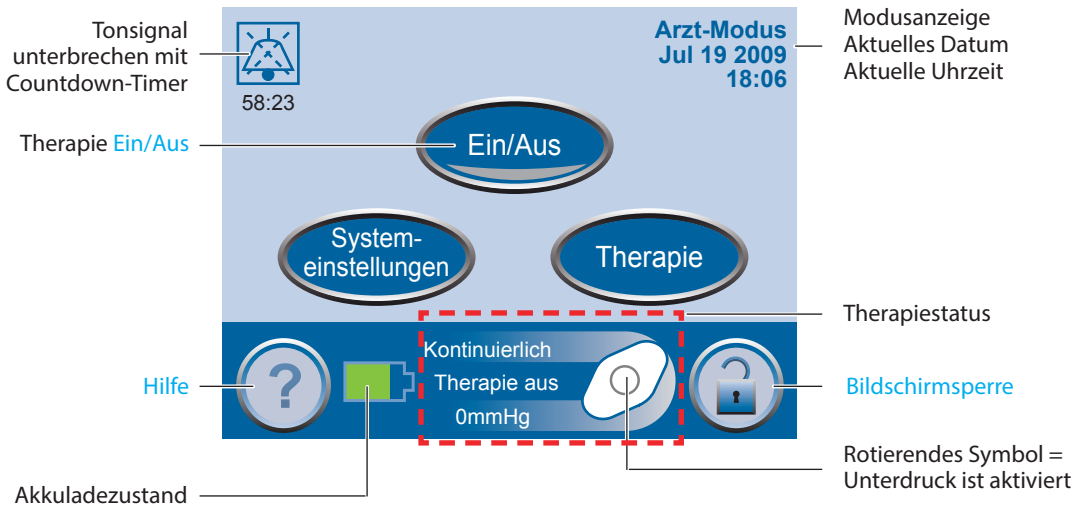 Tonsignal
unterbrechen mit
Countdown-Timer
58:23
Arzt-Modus
Jul 19 2009
18:06
Modusanzeige
Aktuelles Datum
Aktuelle Uhrzeit
Therapie Ein/Aus
Ein/Aus
System-
einstellungen
Therapie
Therapiestatus
Hilfe
?
Kontinuierlich
Therapie aus
0mmHg
Bildschirmsperre
Akkuladezustand
Rotierendes Symbol =
Unterdruck ist aktiviert